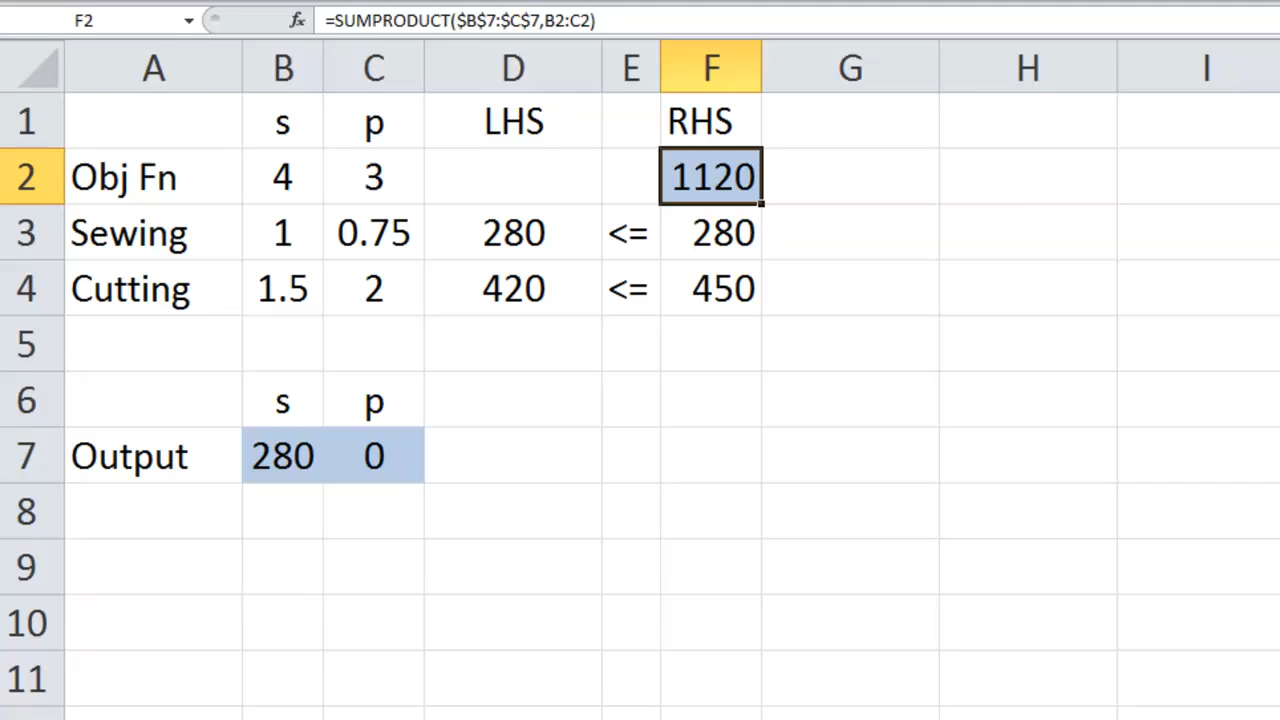 F2 fx =SUMPRODUCT($B$7:$C$7,B2:C2)
A B C D E F G H I
1 s p LHS RHS
2 Obj Fn 4 3 1120
3 Sewing 1 0.75 280 <= 280
4 Cutting 1.5 2 420 <= 450
5
6 s p
7 Output 280 0
8
9
10
11